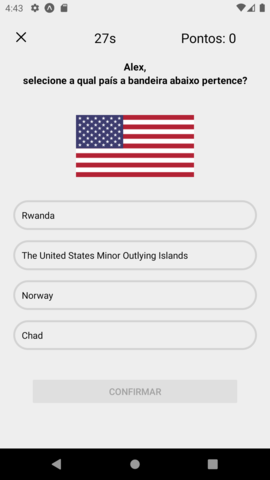 4:43
27s
Pontos: 0
Alex,
selecione a qual país a bandeira abaixo pertence?
Rwanda
The United States Minor Outlying Islands
Norway
Chad
CONFIRMAR